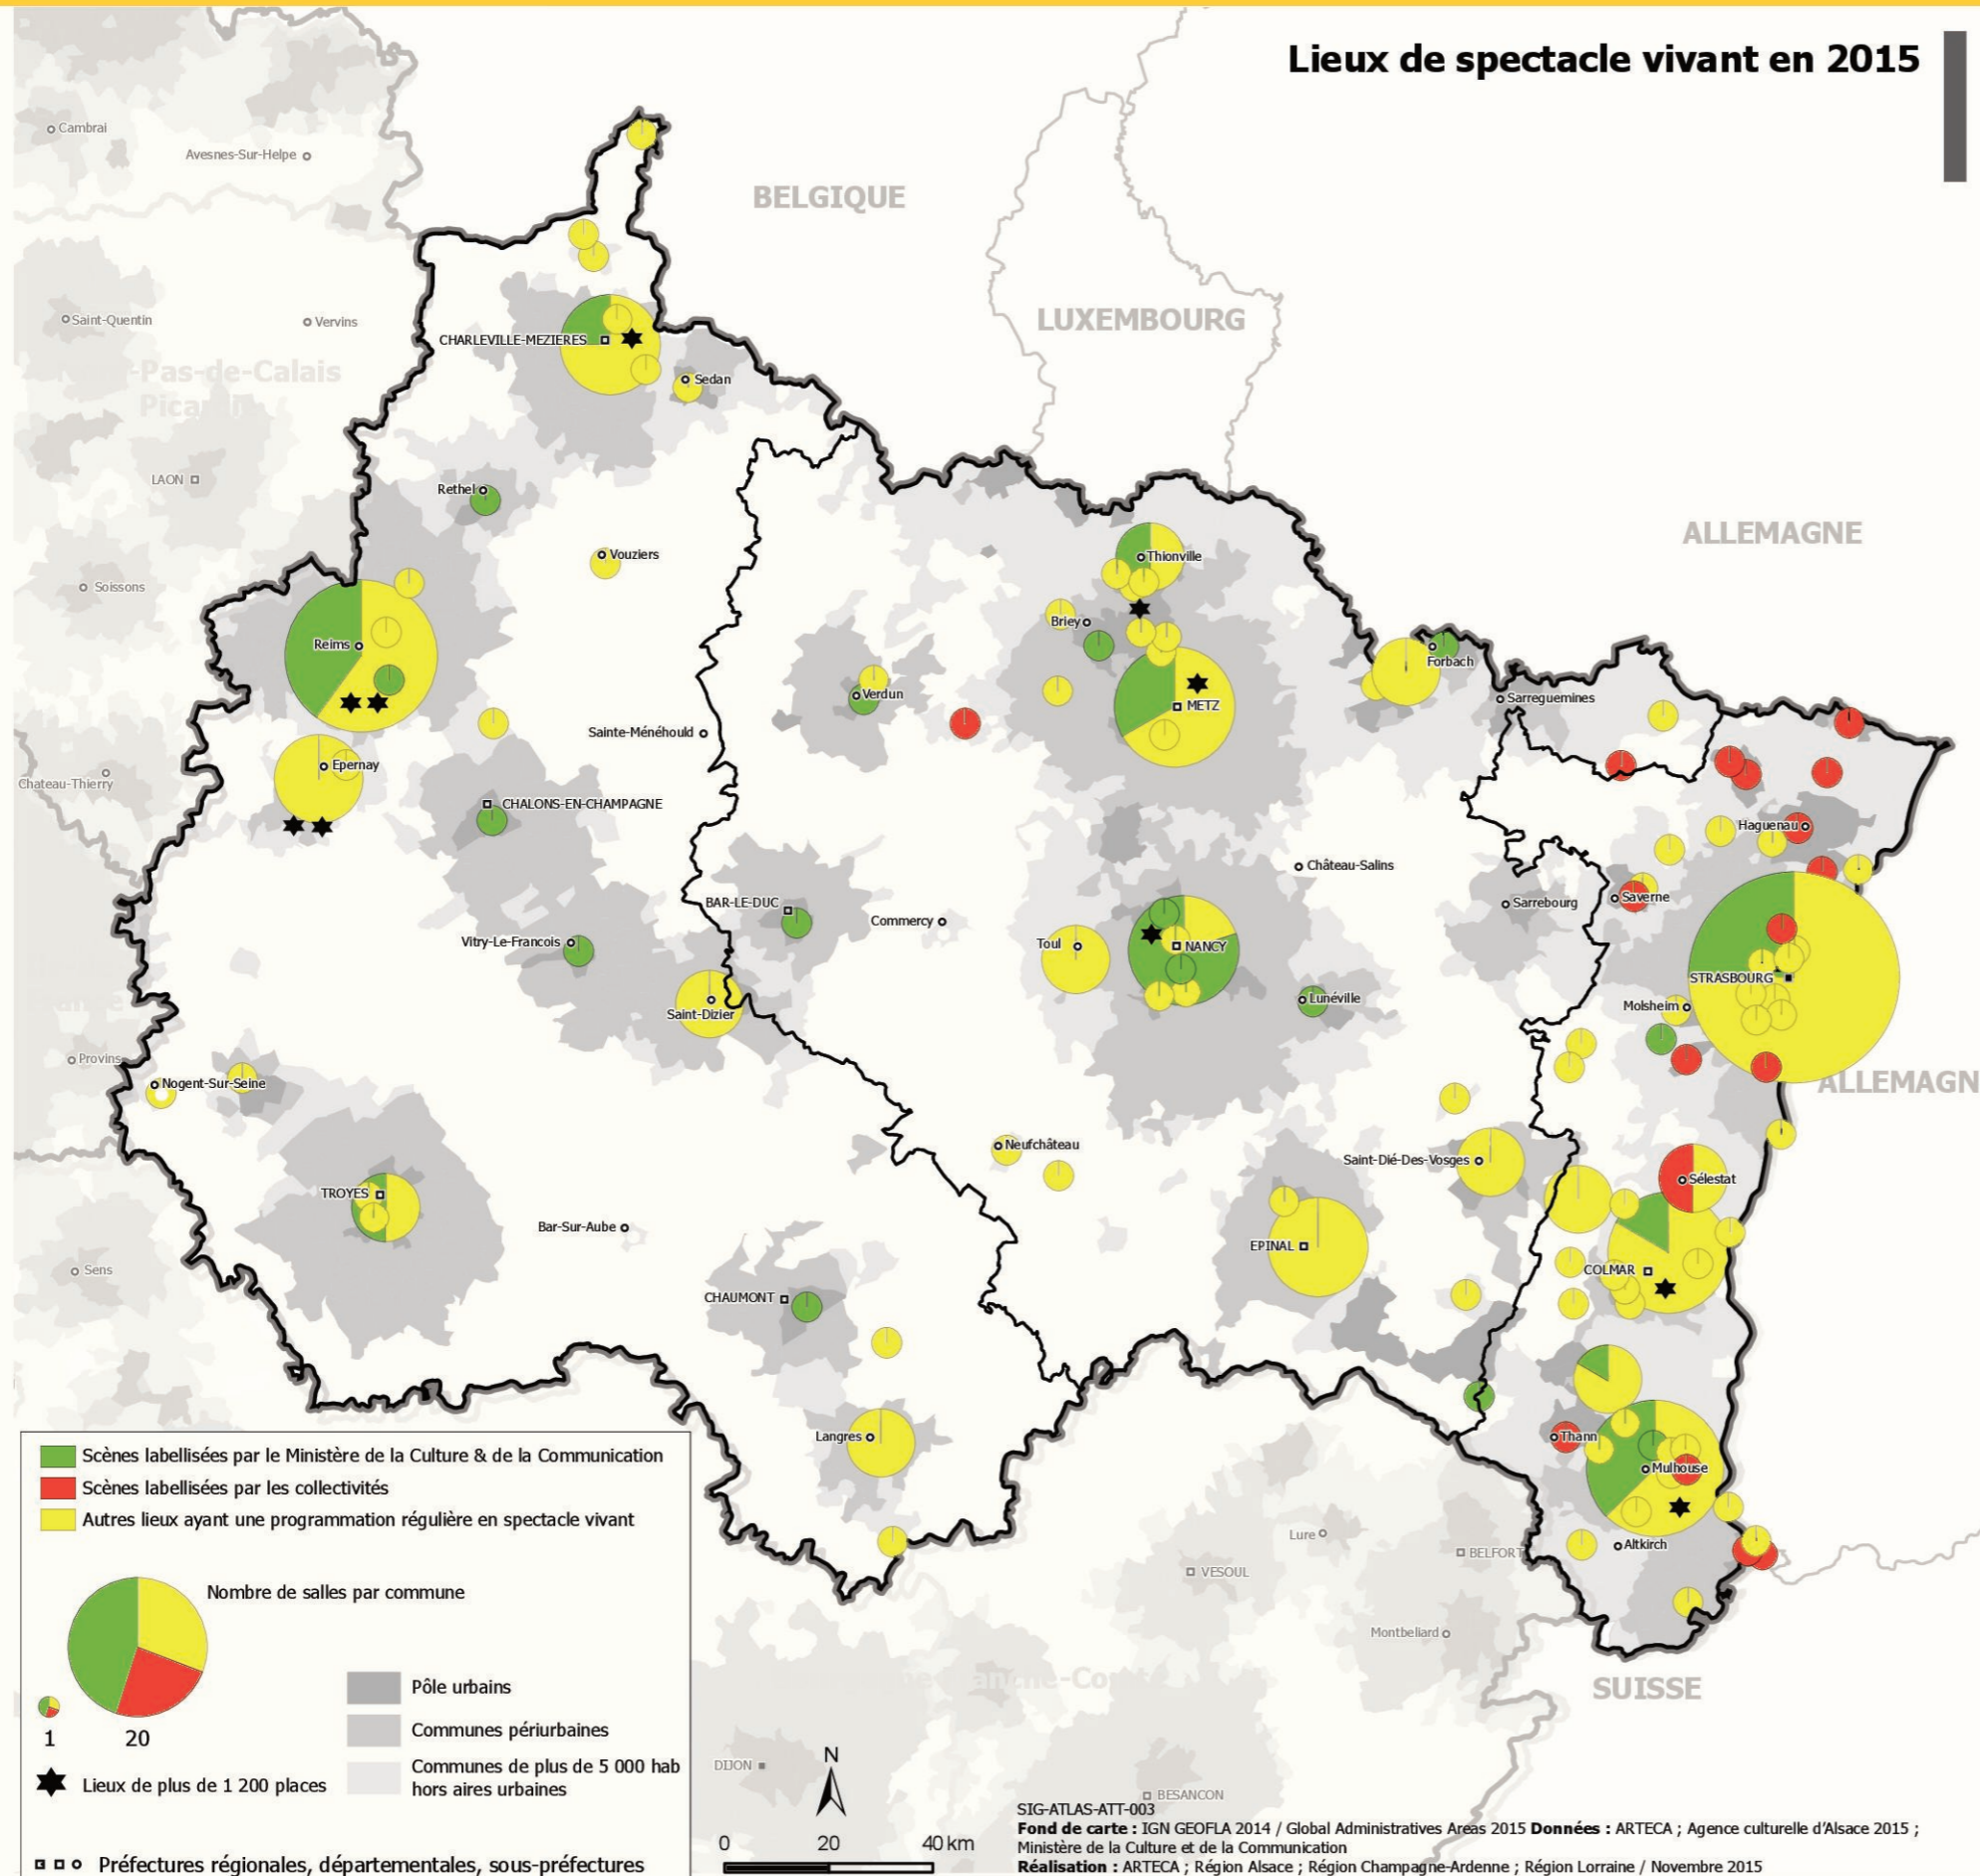 Lieux de spectacle vivant en 2015
Cambrai
Avesnes-Sur-Helpe
BELGIQUE
LUXEMBOURG
Saint-Quentin
Vervins
CHARLEVILLE-MEZIERES
Sedan
-Pas-de-Calais
LAON
Rethel
Vouziers
ALLEMAGNE
Soissons
Thionville
Briey
Reims
Forbach
Verdun
METZ
Sarreguemines
Sainte-Ménéhould
Epernay
Chateau-Thierry
CHALONS-EN-CHAMPAGNE
Haguenau
Château-Salins
BAR-LE-DUC
Commercy
Sarrebourg
Saverne
Vitry-Le-Francois
Toul
NANCY
STRASBOURG
Lunéville
Molsheim
Saint-Dizier
Provins
Nogent-Sur-Seine
ALLEMAGN
Neufchâteau
Saint-Dié-Des-Vosges
Sélestat
TROYES
Bar-Sur-Aube
EPINAL
Sens
COLMAR
CHAUMONT
Langres
Thann
Mulhouse
Lure
BELFORT
Altkirch
VESOUL
Montbeliard
SUISSE
DIJON
BESANCON
Scènes labellisées par le Ministère de la Culture & de la Communication
Scènes labellisées par les collectivités
Autres lieux ayant une programmation régulière en spectacle vivant
Nombre de salles par commune
1 20
Lieux de plus de 1 200 places
Pôle urbains
Communes périurbaines
Communes de plus de 5 000 hab
hors aires urbaines
Préfectures régionales, départementales, sous-préfectures
N
0 20 40 km
SIG-ATLAS-ATT-003
Fond de carte : IGN GEOFLA 2014 / Global Administratives Areas 2015 Données : ARTECA ; Agence culturelle d'Alsace 2015 ;
Ministère de la Culture et de la Communication
Réalisation : ARTECA ; Région Alsace ; Région Champagne-Ardenne ; Région Lorraine / Novembre 2015